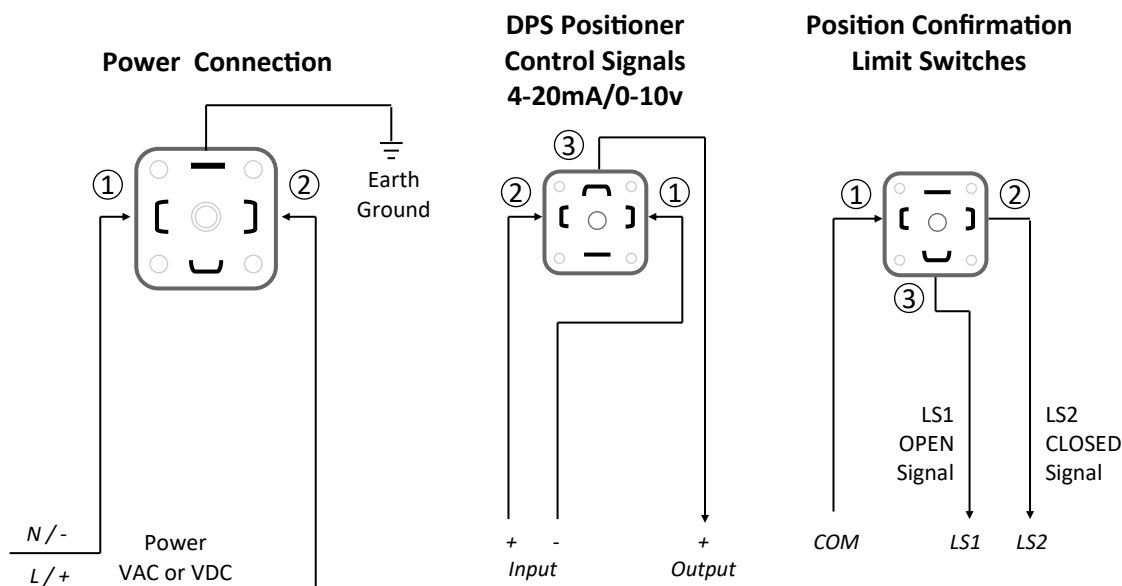 Power Connection
①
②
Earth
Ground
N / -
L / +
Power
VAC or VDC
DPS Positioner
Control Signals
4-20mA/0-10v
③
②
①
+
-
+
Input
Output
Position Confirmation
Limit Switches
①
②
③
LS1
OPEN
Signal
LS2
CLOSED
Signal
COM
LS1
LS2